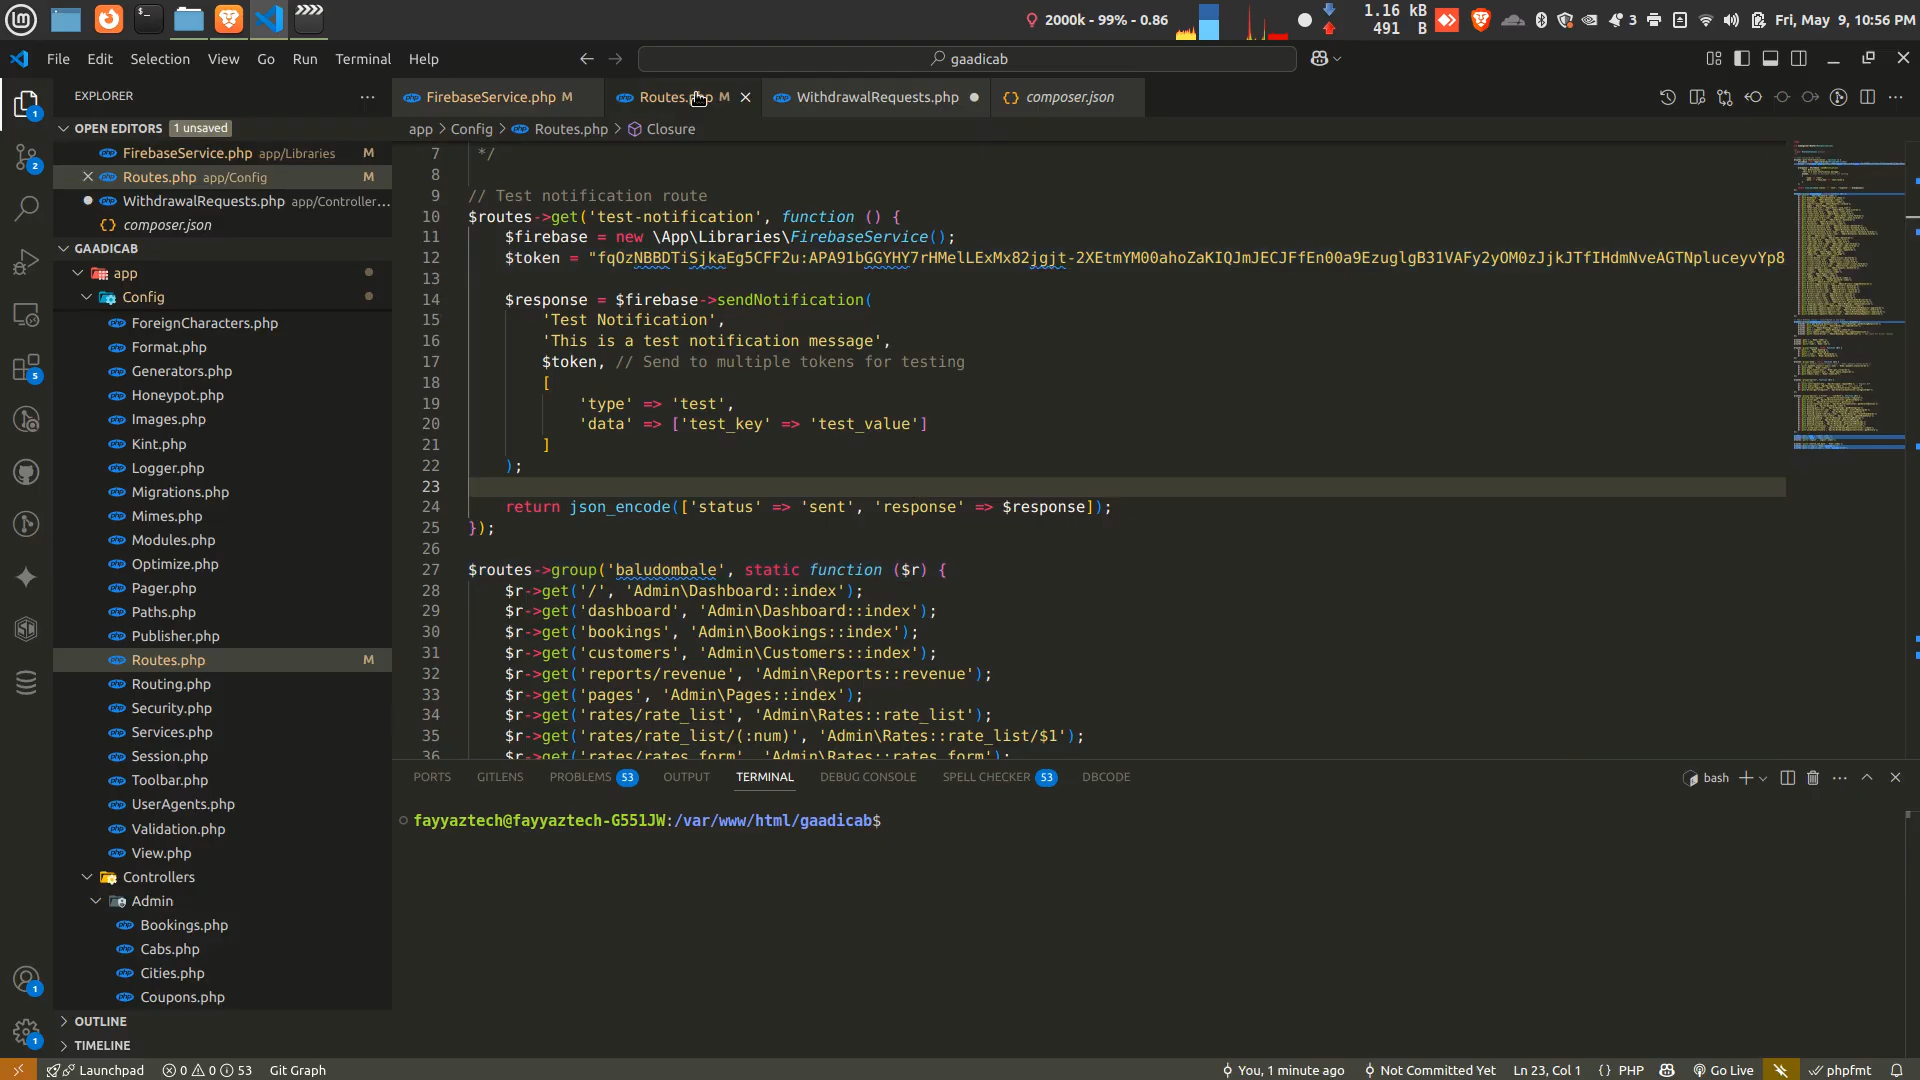 2000k - 99% - 0.86
1.16 kB
491 B
3
Fri, May 9, 10:56 PM
File Edit Selection View Go Run Terminal Help
gaadicab
EXPLORER
FirebaseService.php M
Routes.php M
WithdrawalRequests.php
{} composer.json
OPEN EDITORS 1 unsaved
app > Config > Routes.php > Closure
FirebaseService.php app/Libraries M
Routes.php app/Config M
WithdrawalRequests.php app/Controller...
{} composer.json
GAADICAB
app
Config
ForeignCharacters.php
Format.php
Generators.php
Honeypot.php
Images.php
Kint.php
Logger.php
Migrations.php
Mimes.php
Modules.php
Optimize.php
Pager.php
Paths.php
Publisher.php
Routes.php M
Routing.php
Security.php
Services.php
Session.php
Toolbar.php
UserAgents.php
Validation.php
View.php
Controllers
Admin
Bookings.php
Cabs.php
Cities.php
Coupons.php
OUTLINE
TIMELINE
7 */
8
9 // Test notification route
10 $routes->get('test-notification', function () {
11 $firebase = new \App\Libraries\FirebaseService();
12 $token = "fqOzNBBDTiSjkaEg5CFF2u:APA91bGGYHY7rHMelLExMx82jgjt-2XEtmYM00ahoZaKIQJmJECJFfEn00a9EzuglgB31VAFy2yOM0zJjkJTfIHdmNveAGTNpluceyvYp8
13
14 $response = $firebase->sendNotification(
15 'Test Notification',
16 'This is a test notification message',
17 $token, // Send to multiple tokens for testing
18 [
19 'type' => 'test',
20 'data' => ['test_key' => 'test_value']
21 ]
22 );
23
24 return json_encode(['status' => 'sent', 'response' => $response]);
25 });
26
27 $routes->group('baludombale', static function ($r) {
28 $r->get('/', 'Admin\Dashboard::index');
29 $r->get('dashboard', 'Admin\Dashboard::index');
30 $r->get('bookings', 'Admin\Bookings::index');
31 $r->get('customers', 'Admin\Customers::index');
32 $r->get('reports/revenue', 'Admin\Reports::revenue');
33 $r->get('pages', 'Admin\Pages::index');
34 $r->get('rates/rate_list', 'Admin\Rates::rate_list');
35 $r->get('rates/rate_list/(:num)', 'Admin\Rates::rate_list/$1');
36 $r->get('rates/rates_form', 'Admin\Rates::rates_form');
PORTS GITLENS PROBLEMS 53 OUTPUT TERMINAL DEBUG CONSOLE SPELL CHECKER 53 DBCODE
bash
fayyaztech@fayyaztech-G551JW:/var/www/html/gaadicab$
Launchpad 0 0 53 Git Graph
You, 1 minute ago Not Committed Yet Ln 23, Col 1 {} PHP Go Live phpfmt